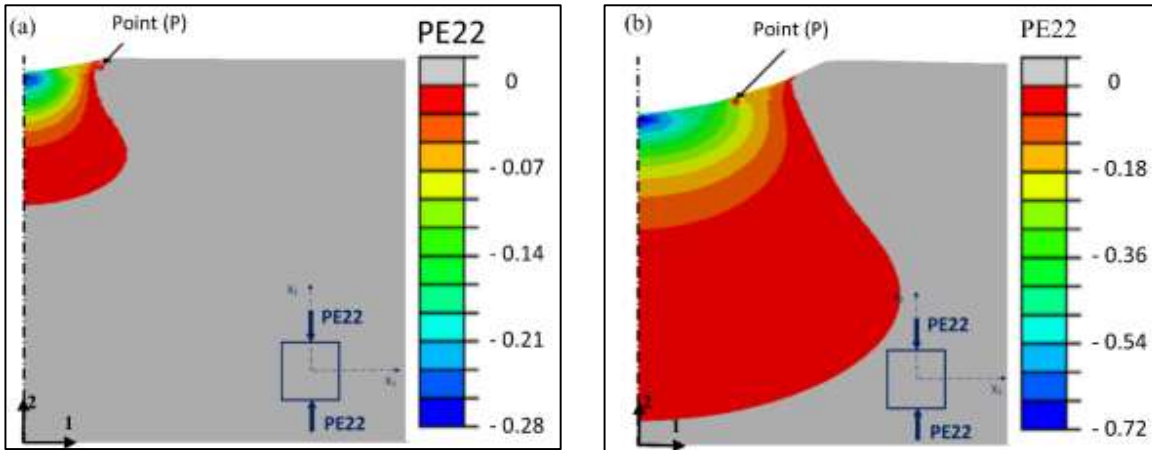 (a)
Point (P)
PE22
0
- 0.07
- 0.14
- 0.21
- 0.28
PE22
PE22
2
1
(b)
Point (P)
PE22
0
- 0.18
- 0.36
- 0.54
- 0.72
PE22
PE22
2
1